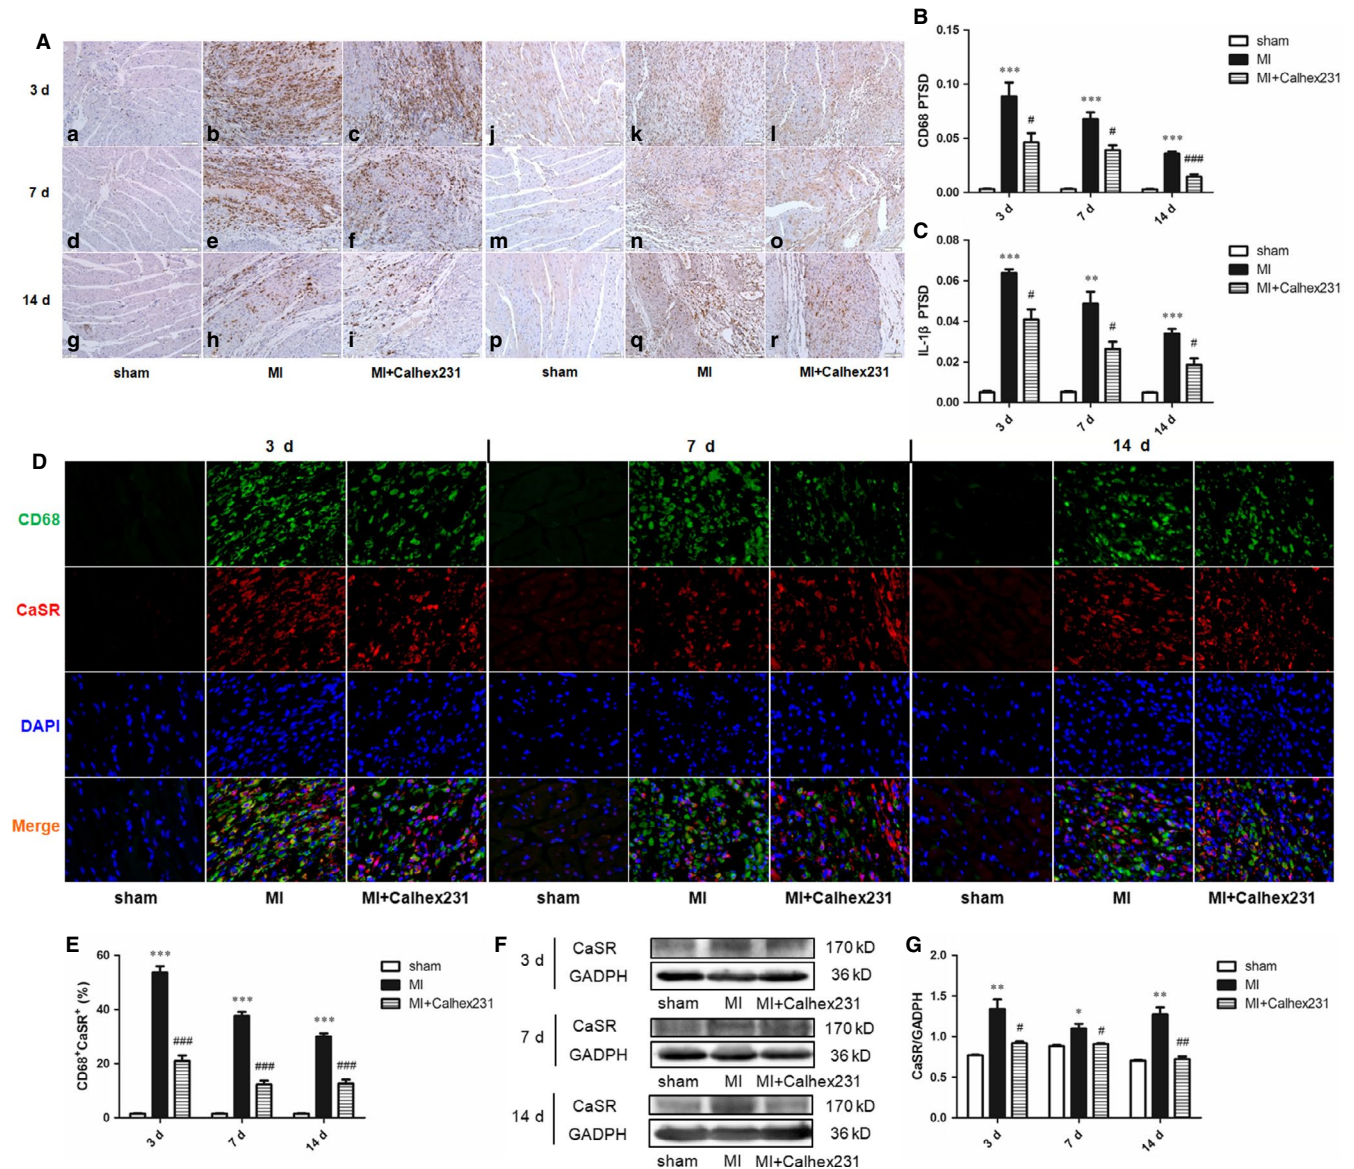 A
3 d
a
b
c
j
k
l
7 d
d
e
f
m
n
o
14 d
g
h
i
p
q
r
sham
MI
MI+Calhex231
sham
MI
MI+Calhex231
B
CD68 PTSD
0.15
0.10
0.05
0.00
***
#
***
#
***
###
3 d
7 d
14 d
sham
MI
MI+Calhex231
C
IL-1β PTSD
0.08
0.06
0.04
0.02
0.00
***
#
**
#
***
#
3 d
7 d
14 d
sham
MI
MI+Calhex231
D
3 d
7 d
14 d
CD68
CaSR
DAPI
Merge
sham
MI
MI+Calhex231
sham
MI
MI+Calhex231
sham
MI
MI+Calhex231
E
CD68⁺CaSR⁺ (%)
60
40
20
0
***
###
***
###
***
###
3 d
7 d
14 d
sham
MI
MI+Calhex231
F
3 d
CaSR
170 kD
GADPH
36 kD
sham MI MI+Calhex231
7 d
CaSR
170 kD
GADPH
36 kD
sham MI MI+Calhex231
14 d
CaSR
170 kD
GADPH
36 kD
sham MI MI+Calhex231
G
CaSR/GADPH
2.0
1.5
1.0
0.5
0.0
**
#
*
#
**
##
3 d
7 d
14 d
sham
MI
MI+Calhex231